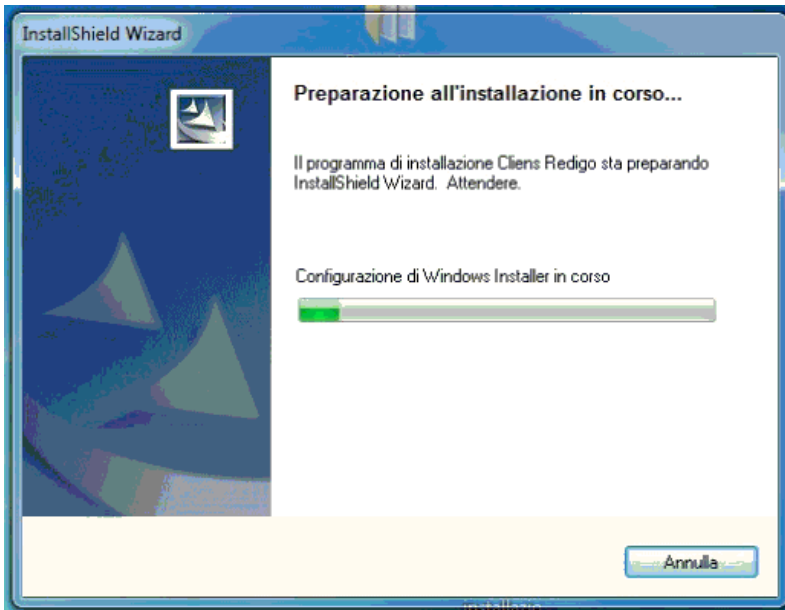 InstallShield Wizard
Preparazione all'installazione in corso...
Il programma di installazione Cliens Redigo sta preparando
InstallShield Wizard. Attendere.
Configurazione di Windows Installer in corso
Annulla